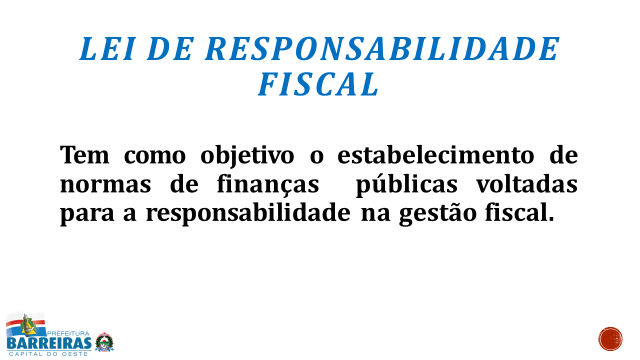 LEI DE RESPONSABILIDADE
FISCAL
Tem como objetivo o estabelecimento de
normas de finanças públicas voltadas
para a responsabilidade na gestão fiscal.
PREFEITURA
BARREIRAS
CAPITAL DO OESTE